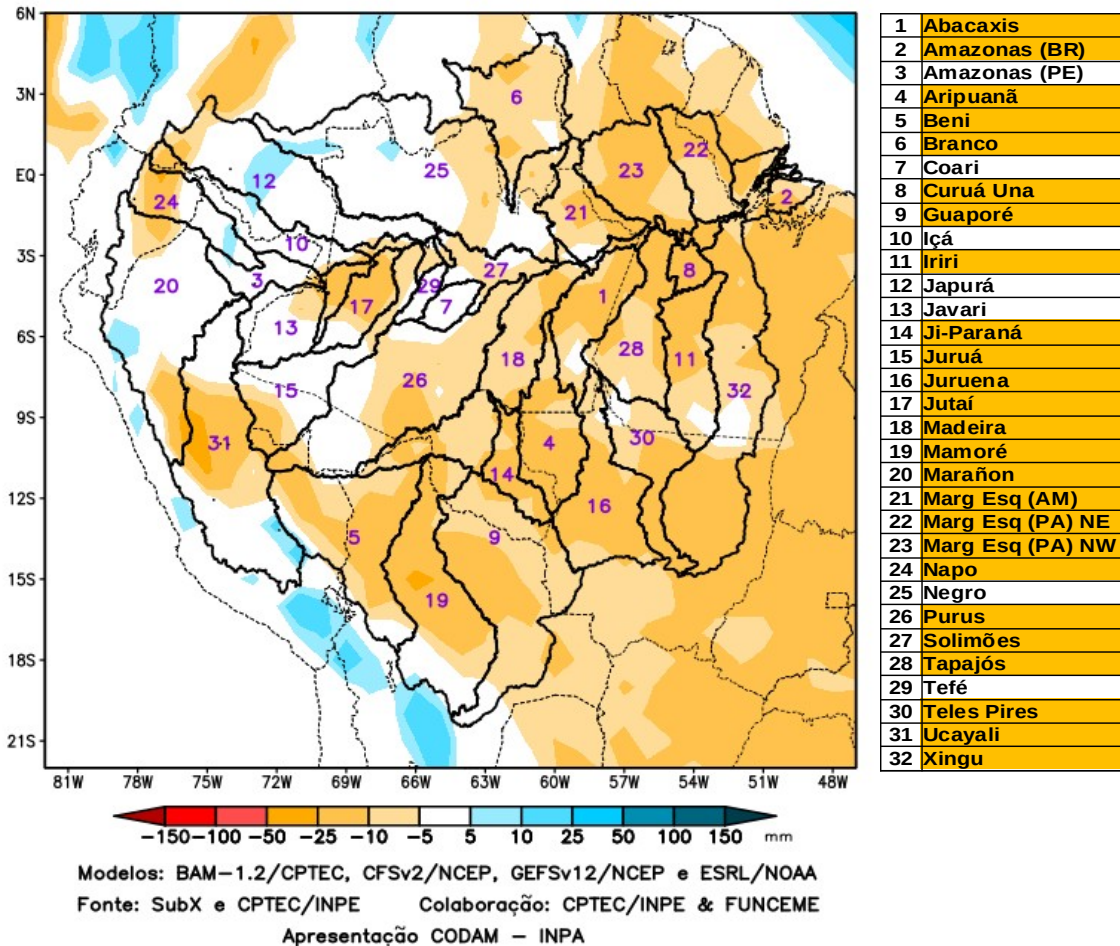 6N
3N
EQ
3S
6S
9S
12S
15S
18S
21S
81W 78W 75W 72W 69W 66W 63W 60W 57W 54W 51W 48W
6
22
23
25
12
24
2
21
10
27
20
3
29
8
17
7
1
13
28
18
11
26
15
32
31
30
4
14
16
5
9
19
1 Abacaxis
2 Amazonas (BR)
3 Amazonas (PE)
4 Aripuanã
5 Beni
6 Branco
7 Coari
8 Curuá Una
9 Guaporé
10 Içá
11 Iriri
12 Japurá
13 Javari
14 Ji-Paraná
15 Juruá
16 Juruena
17 Jutaí
18 Madeira
19 Mamoré
20 Marañon
21 Marg Esq (AM)
22 Marg Esq (PA) NE
23 Marg Esq (PA) NW
24 Napo
25 Negro
26 Purus
27 Solimões
28 Tapajós
29 Tefé
30 Teles Pires
31 Ucayali
32 Xingu
−150 −100 −50 −25 −10 −5 5 10 25 50 100 150 mm
Modelos: BAM−1.2/CPTEC, CFSv2/NCEP, GEFSv12/NCEP e ESRL/NOAA
Fonte: SubX e CPTEC/INPE Colaboração: CPTEC/INPE & FUNCEME
Apresentação CODAM − INPA